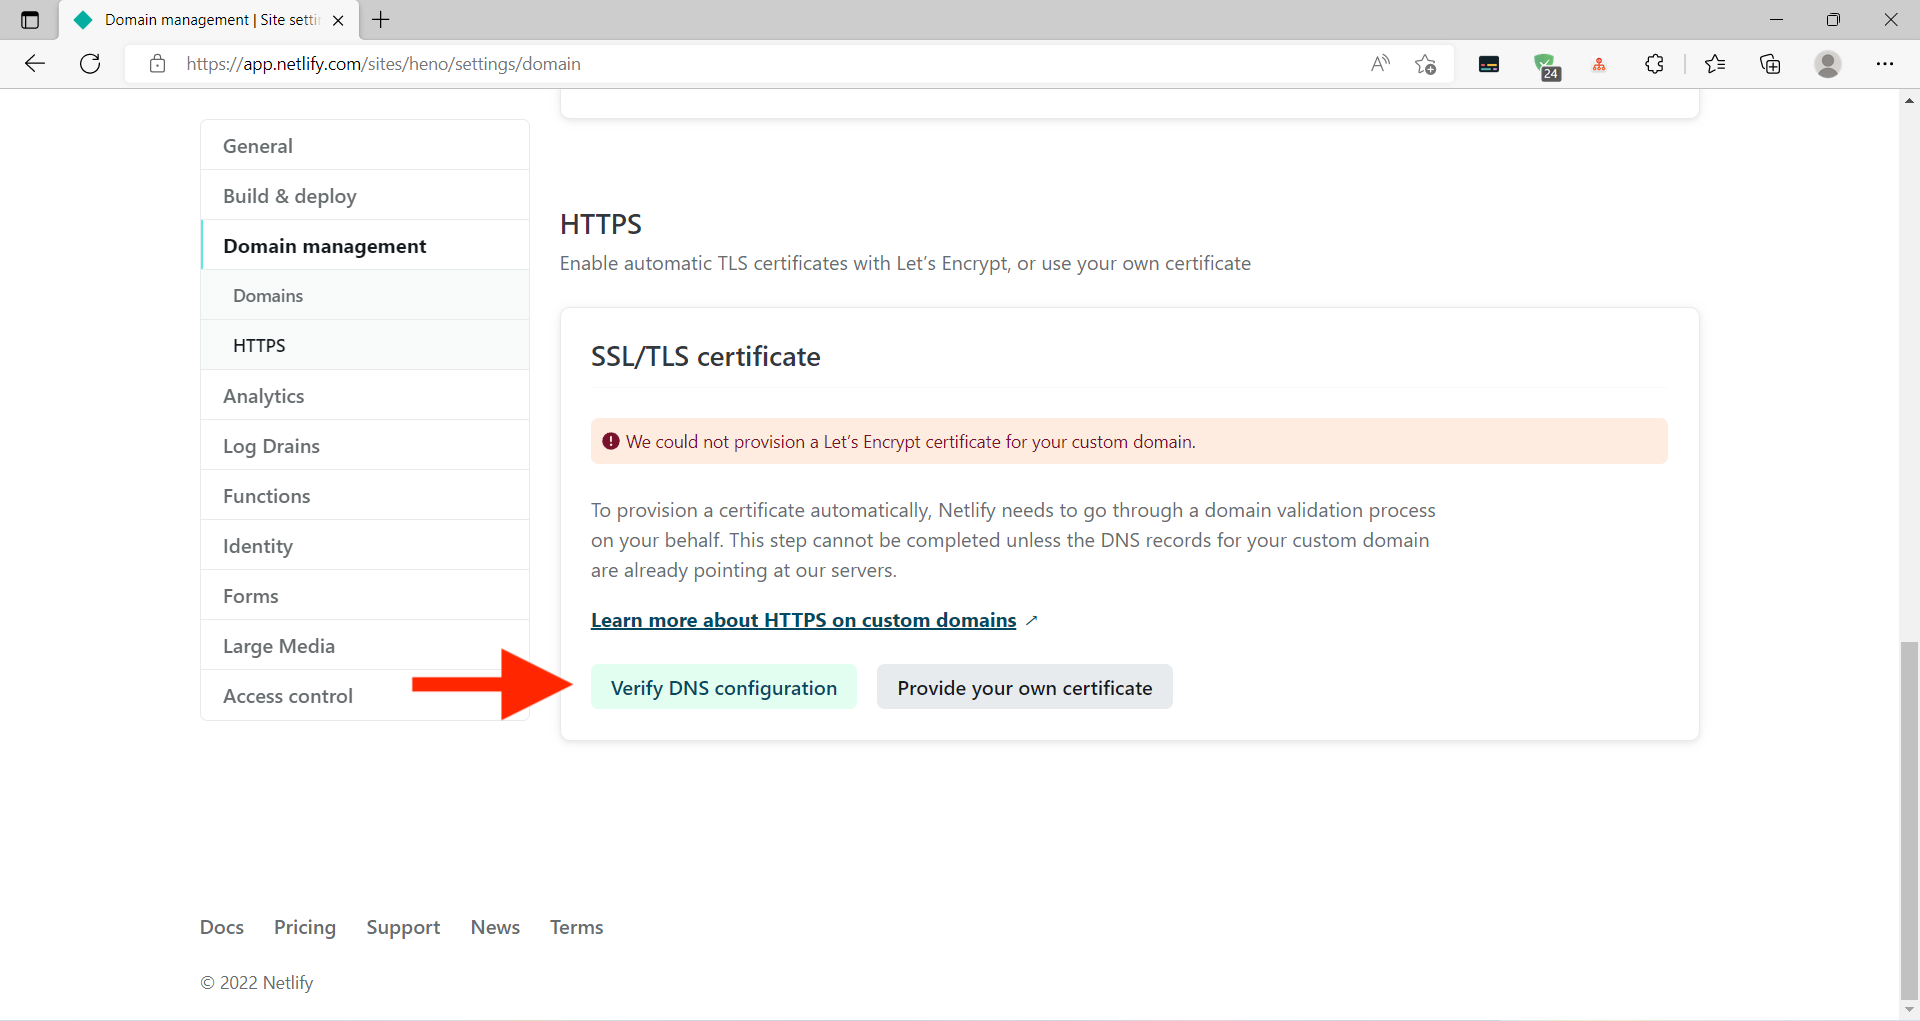 Domain management | Site setti
https://app.netlify.com/sites/heno/settings/domain
24
General
Build & deploy
Domain management
Domains
HTTPS
Analytics
Log Drains
Functions
Identity
Forms
Large Media
Access control
HTTPS
Enable automatic TLS certificates with Let’s Encrypt, or use your own certificate
SSL/TLS certificate
We could not provision a Let’s Encrypt certificate for your custom domain.
To provision a certificate automatically, Netlify needs to go through a domain validation process
on your behalf. This step cannot be completed unless the DNS records for your custom domain
are already pointing at our servers.
Learn more about HTTPS on custom domains
Verify DNS configuration
Provide your own certificate
Docs Pricing Support News Terms
© 2022 Netlify